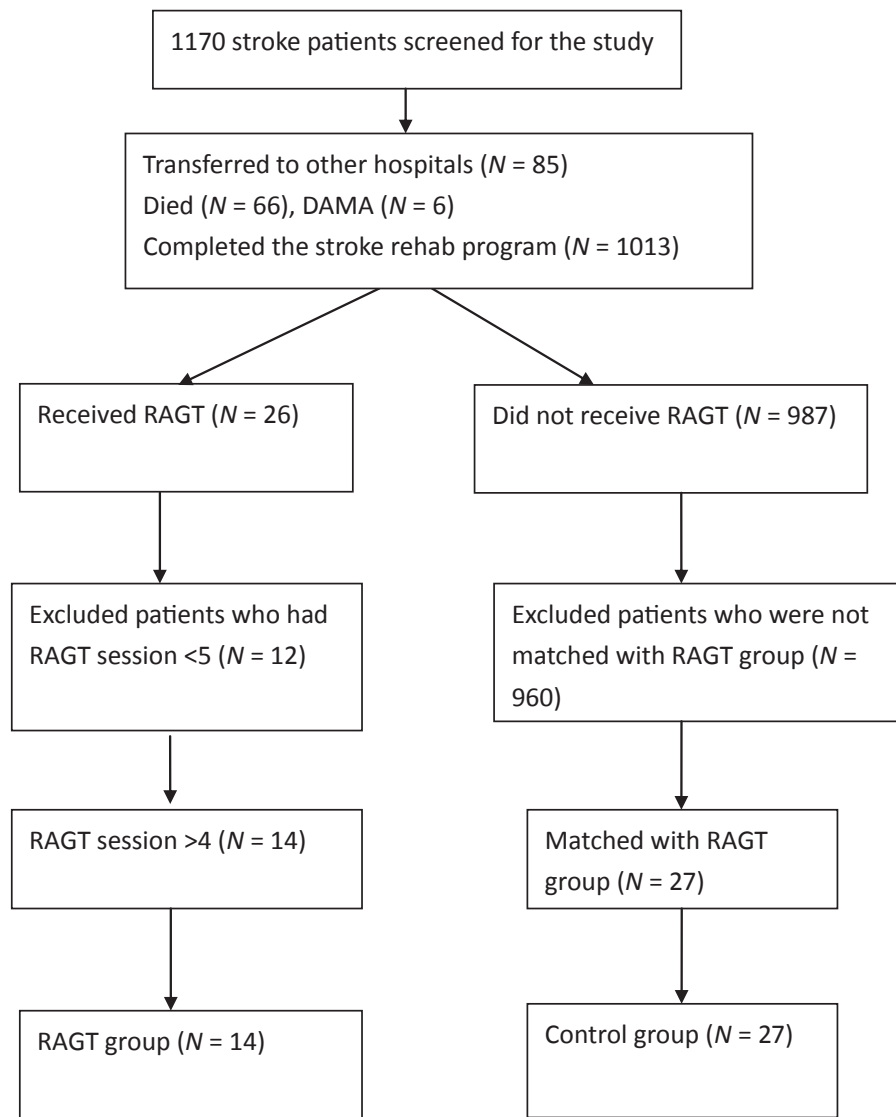 1170 stroke patients screened for the study
Transferred to other hospitals (N = 85)
Died (N = 66), DAMA (N = 6)
Completed the stroke rehab program (N = 1013)
Received RAGT (N = 26)
Did not receive RAGT (N = 987)
Excluded patients who had
RAGT session <5 (N = 12)
Excluded patients who were not
matched with RAGT group (N =
960)
RAGT session >4 (N = 14)
Matched with RAGT
group (N = 27)
RAGT group (N = 14)
Control group (N = 27)